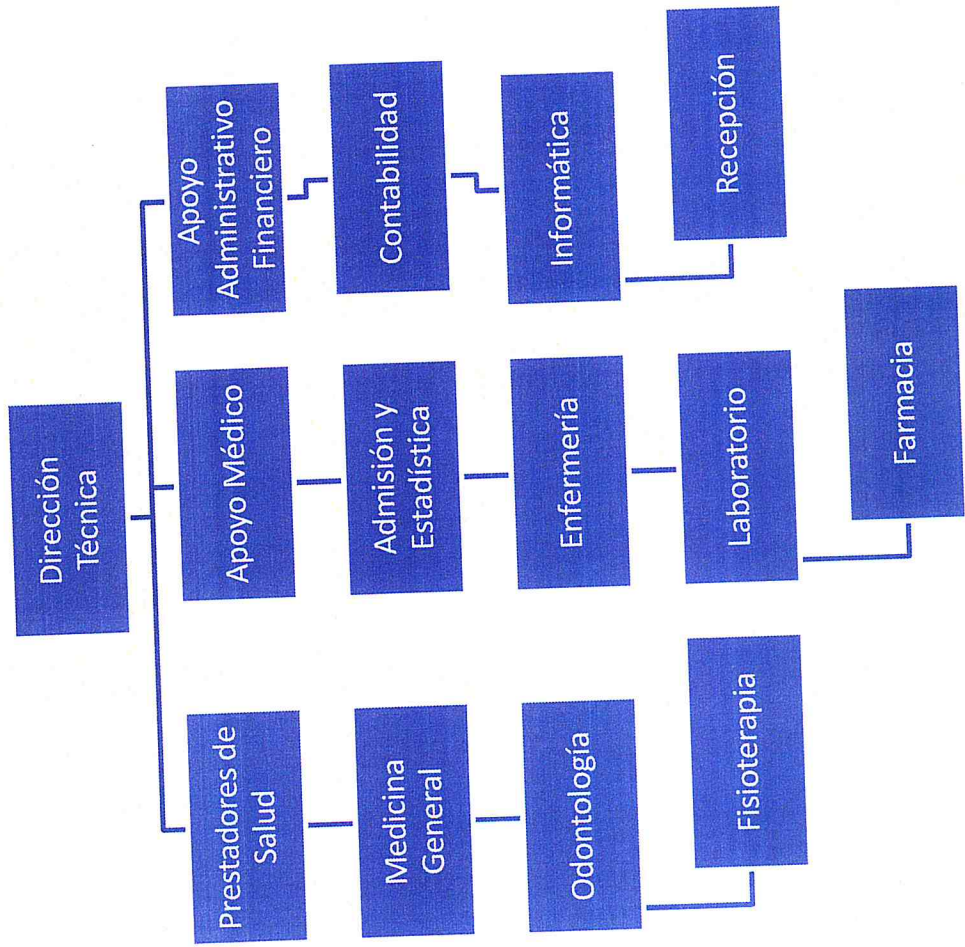 Dirección
Técnica
Prestadores de
Salud
Medicina
General
Odontología
Fisioterapia
Apoyo Médico
Admisión y
Estadística
Enfermería
Laboratorio
Farmacia
Apoyo
Administrativo
Financiero
Contabilidad
Informática
Recepción